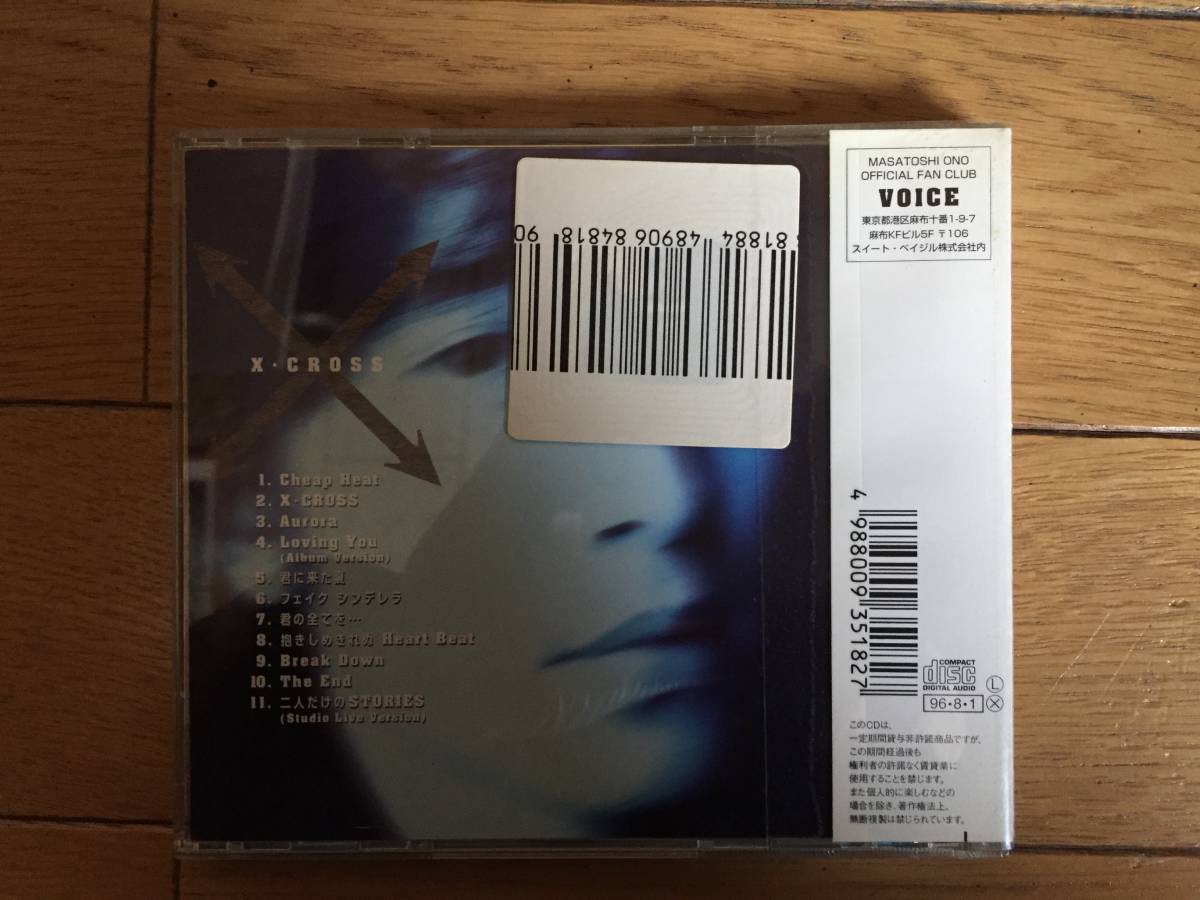 X・CROSS
1. Cheap Heat
2. X・CROSS
3. Aurora
4. Loving You
(Album Version)
5. 君に来た夏
6. フェイク シンデレラ
7. 君の全てを…
8. 抱きしめきれぬ Heart Beat
9. Break Down
10. The End
11. 二人だけのSTORIES
(Studio Live Version)
81884 48906 84818 90
MASATOSHI ONO
OFFICIAL FAN CLUB
VOICE
東京都港区麻布十番1-9-7
麻布KFビル5F 〒106
スイート・ベイジル株式会社内
4 988009 351827
COMPACT
disc
DIGITAL AUDIO
L
96・8・1
X
このCDは、
一定期間貸与非許諾商品ですが、
この期間経過後も
権利者の許諾なく賃貸業に
使用することを禁じます。
また個人的に楽しむなどの
場合を除き、著作権法上、
無断複製は禁じられています。